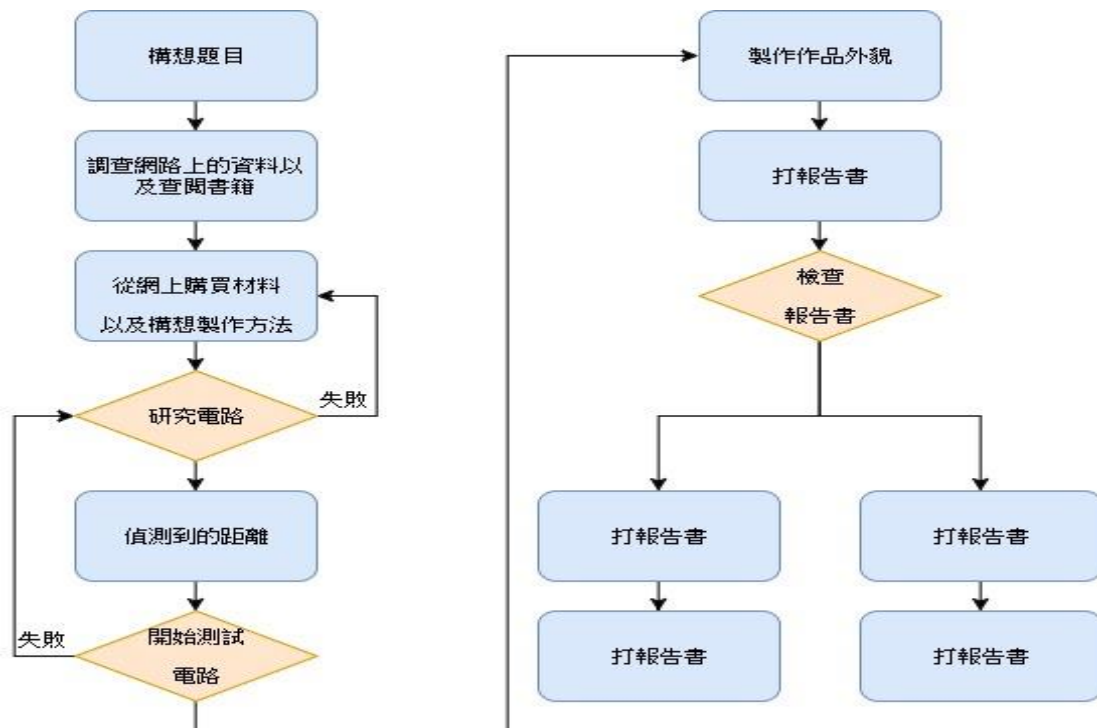 構想題目
調查網路上的資料以
及查閱書籍
從網上購買材料
以及構想製作方法
失敗
研究電路
偵測到的距離
失敗
開始測試
電路
製作作品外貌
打報告書
檢查
報告書
打報告書
打報告書
打報告書
打報告書